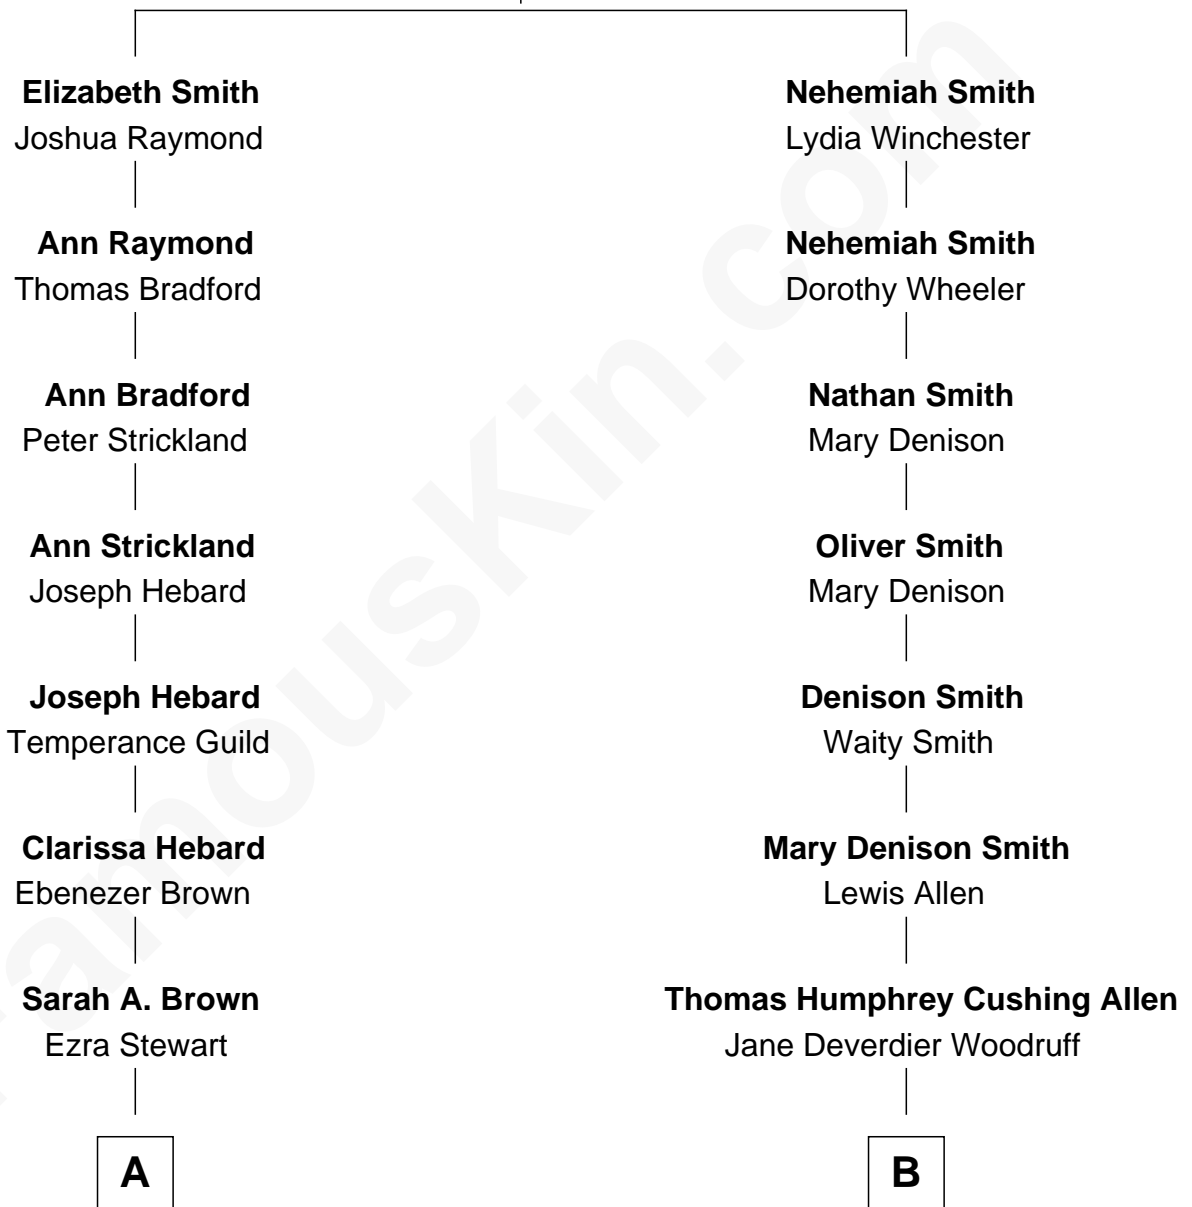 Elizabeth Smith
Joshua Raymond
Ann Raymond
Thomas Bradford
Ann Bradford
Peter Strickland
Ann Strickland
Joseph Hebard
Joseph Hebard
Temperance Guild
Clarissa Hebard
Ebenezer Brown
Sarah A. Brown
Ezra Stewart
A
Nehemiah Smith
Lydia Winchester
Nehemiah Smith
Dorothy Wheeler
Nathan Smith
Mary Denison
Oliver Smith
Mary Denison
Denison Smith
Waity Smith
Mary Denison Smith
Lewis Allen
Thomas Humphrey Cushing Allen
Jane Deverdier Woodruff
B
FamousKin.com